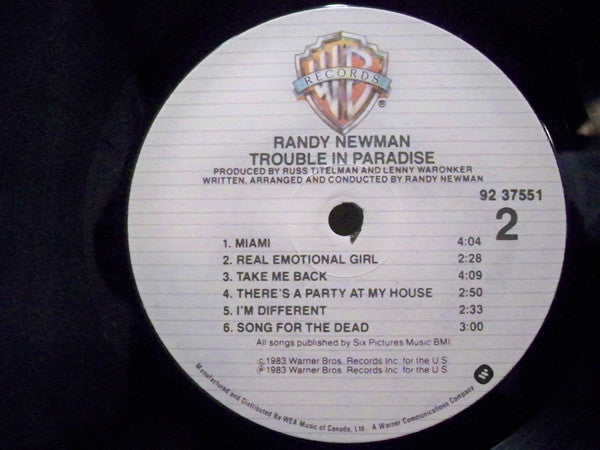 WB
RECORDS
®
RANDY NEWMAN
TROUBLE IN PARADISE
PRODUCED BY RUSS TITELMAN AND LENNY WARONKER
WRITTEN, ARRANGED AND CONDUCTED BY RANDY NEWMAN
92 37551
2
1. MIAMI 4:04
2. REAL EMOTIONAL GIRL 2:28
3. TAKE ME BACK 4:09
4. THERE'S A PARTY AT MY HOUSE 2:50
5. I'M DIFFERENT 2:33
6. SONG FOR THE DEAD 3:00
All songs published by Six Pictures Music BMI
©1983 Warner Bros. Records Inc. for the U S
℗1983 Warner Bros. Records Inc. for the U S
Manufactured and Distributed By WEA Music of Canada, Ltd. A Warner Communications Company